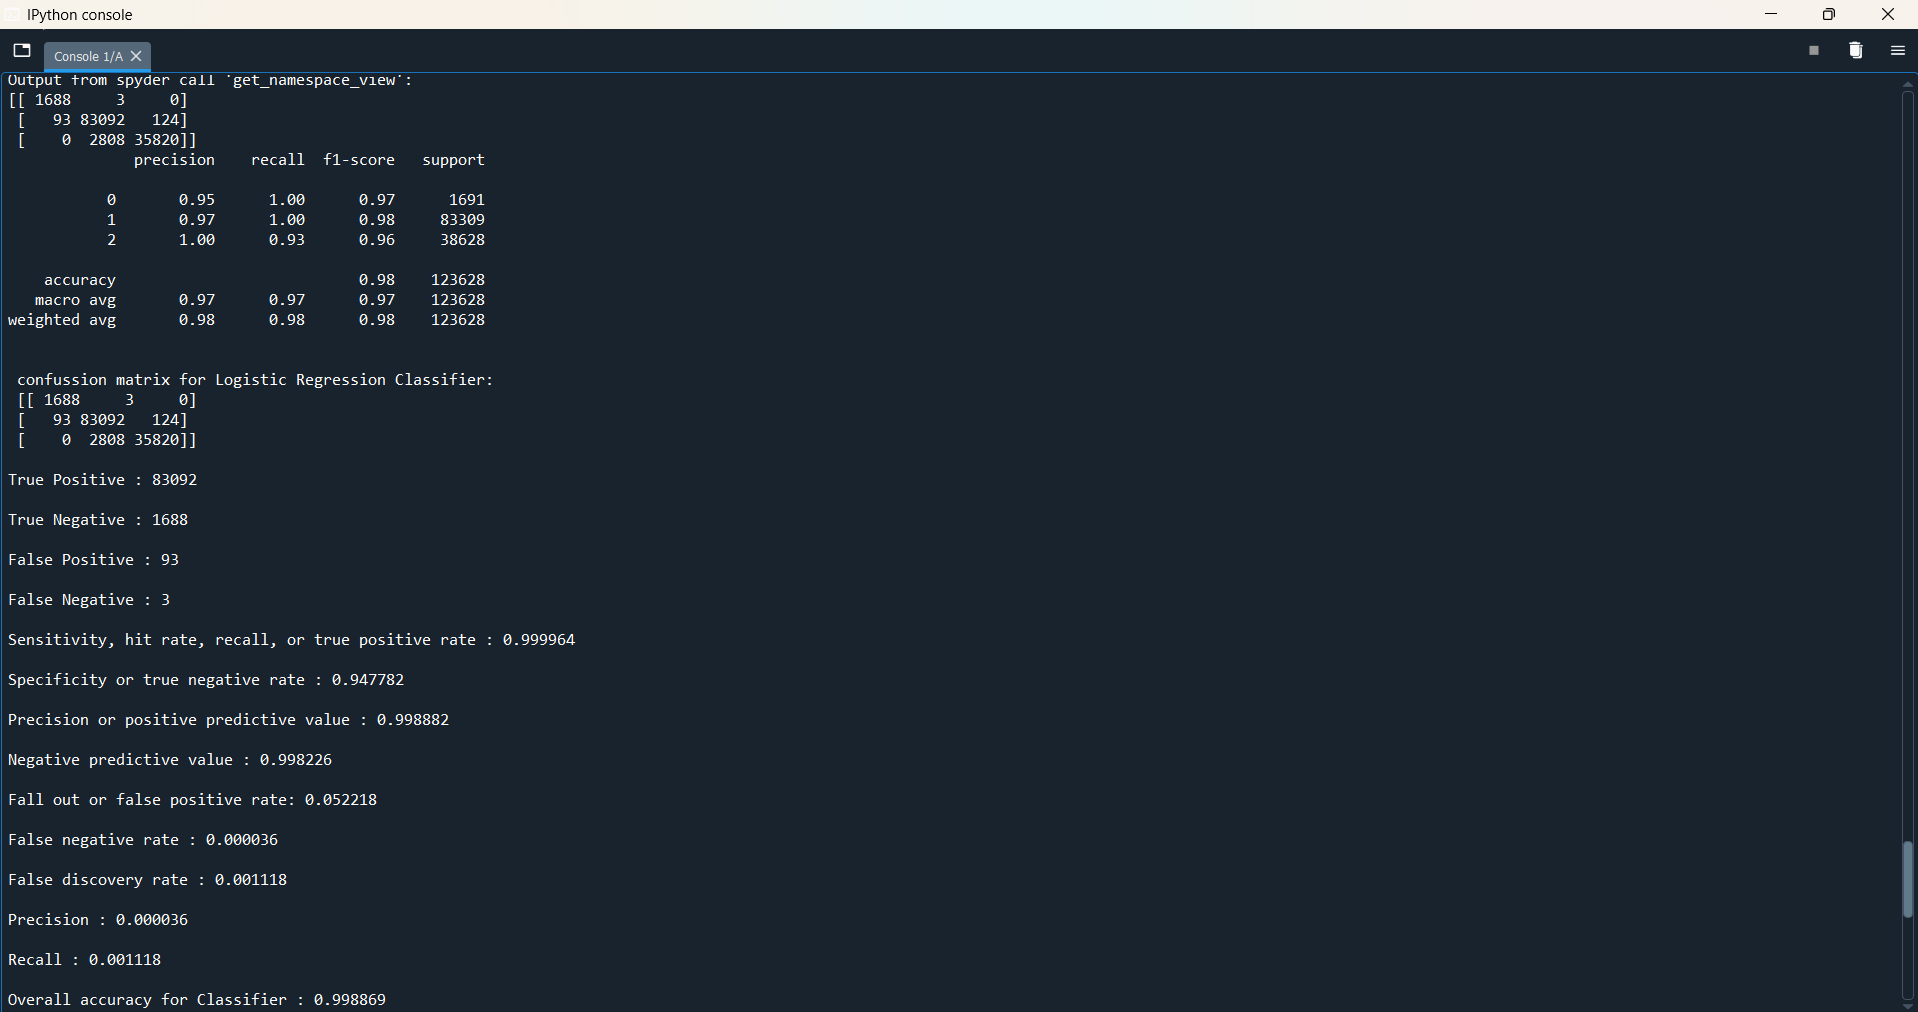 IPython console
Console 1/A
Output from spyder call 'get_namespace_view':
[[ 1688     3     0]
 [   93 83092   124]
 [    0  2808 35820]]
              precision    recall  f1-score   support

           0       0.95      1.00      0.97      1691
           1       0.97      1.00      0.98     83309
           2       1.00      0.93      0.96     38628

    accuracy                           0.98    123628
   macro avg       0.97      0.97      0.97    123628
weighted avg       0.98      0.98      0.98    123628

 confussion matrix for Logistic Regression Classifier:
 [[ 1688     3     0]
 [   93 83092   124]
 [    0  2808 35820]]
True Positive : 83092
True Negative : 1688
False Positive : 93
False Negative : 3
Sensitivity, hit rate, recall, or true positive rate : 0.999964
Specificity or true negative rate : 0.947782
Precision or positive predictive value : 0.998882
Negative predictive value : 0.998226
Fall out or false positive rate: 0.052218
False negative rate : 0.000036
False discovery rate : 0.001118
Precision : 0.000036
Recall : 0.001118
Overall accuracy for Classifier : 0.998869